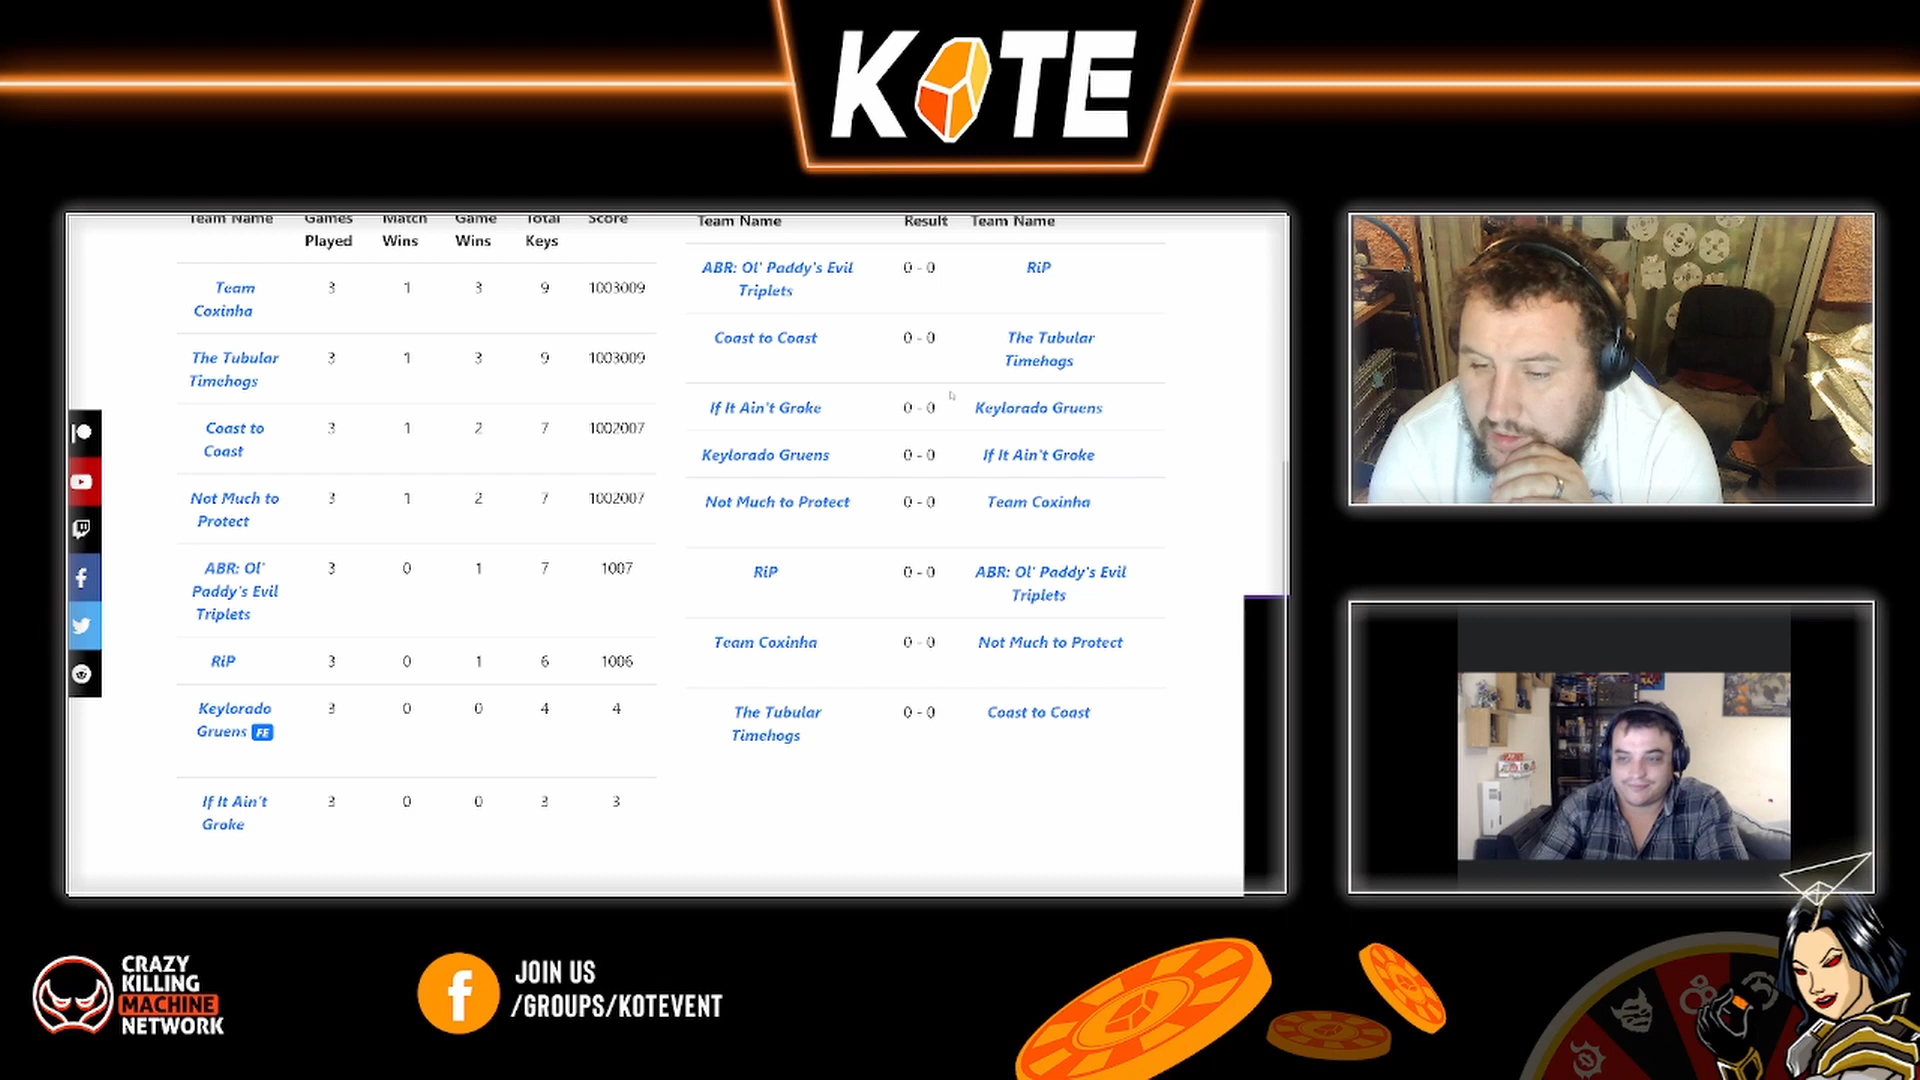 KOTE
Team Name Games Played Match Wins Game Wins Total Keys Score
Team Coxinha 3 1 3 9 1003009
The Tubular Timehogs 3 1 3 9 1003009
Coast to Coast 3 1 2 7 1002007
Not Much to Protect 3 1 2 7 1002007
ABR: Ol' Paddy's Evil Triplets 3 0 1 7 1007
RiP 3 0 1 6 1006
Keylorado Gruens FE 3 0 0 4 4
If It Ain't Groke 3 0 0 3 3
Team Name Result Team Name
ABR: Ol' Paddy's Evil Triplets 0 - 0 RiP
Coast to Coast 0 - 0 The Tubular Timehogs
If It Ain't Groke 0 - 0 Keylorado Gruens
Keylorado Gruens 0 - 0 If It Ain't Groke
Not Much to Protect 0 - 0 Team Coxinha
RiP 0 - 0 ABR: Ol' Paddy's Evil Triplets
Team Coxinha 0 - 0 Not Much to Protect
The Tubular Timehogs 0 - 0 Coast to Coast
CRAZY
KILLING
MACHINE
NETWORK
JOIN US
/GROUPS/KOTEVENT